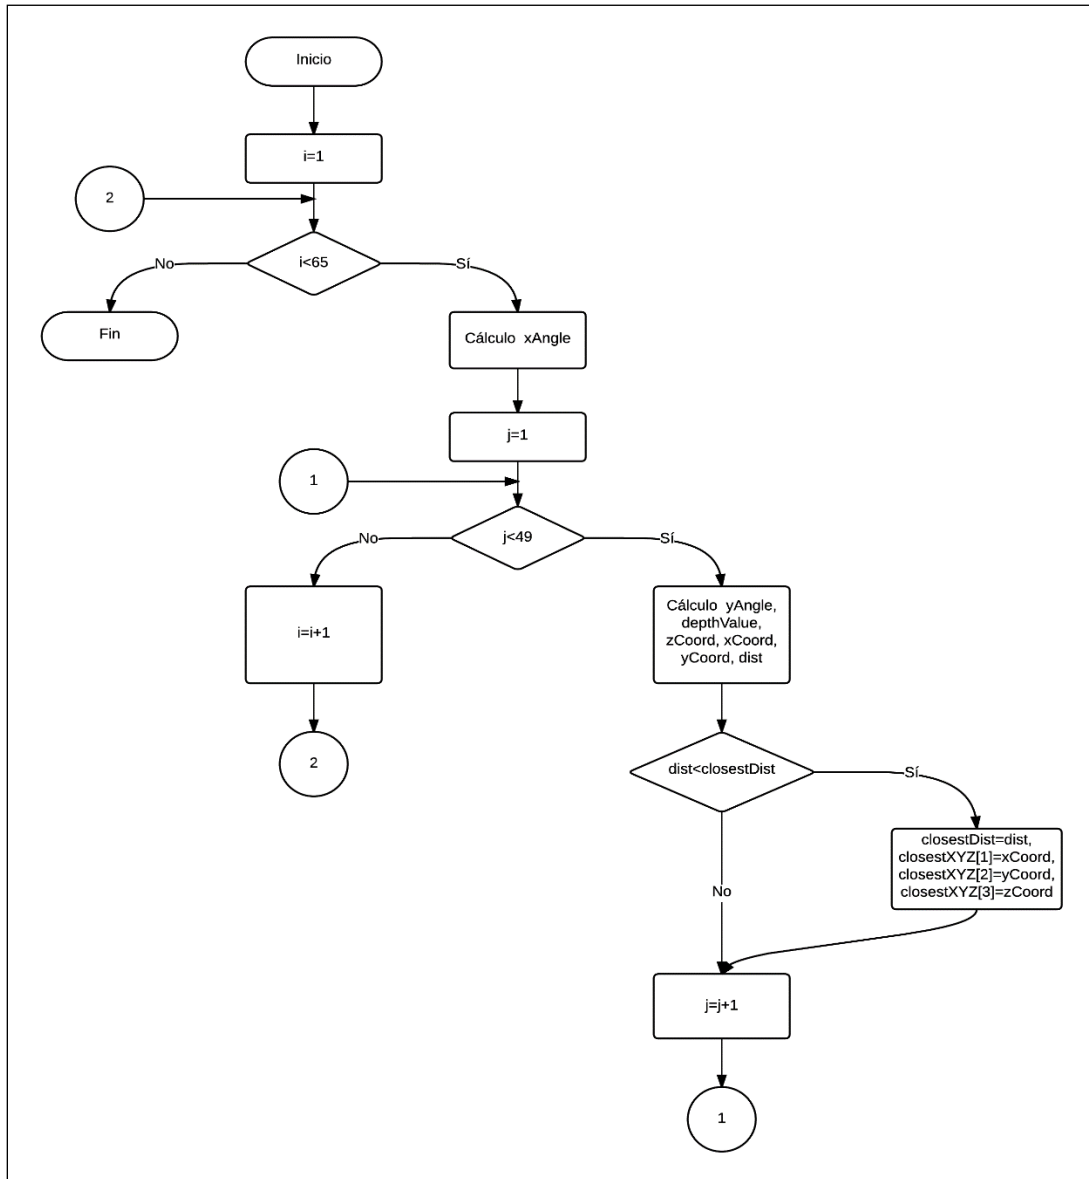 Inicio
i=1
2
i<65
No
Sí
Fin
Cálculo xAngle
j=1
1
j<49
No
Sí
i=i+1
Cálculo yAngle,
depthValue,
zCoord, xCoord,
yCoord, dist
2
dist<closestDist
Sí
closestDist=dist,
closestXYZ[1]=xCoord,
closestXYZ[2]=yCoord,
closestXYZ[3]=zCoord
No
j=j+1
1